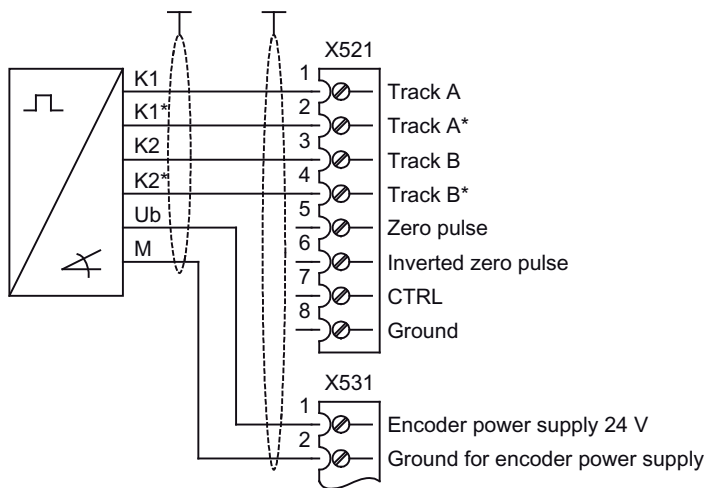 X521
K1 1 Track A
K1* 2 Track A*
K2 3 Track B
K2* 4 Track B*
Ub 5 Zero pulse
M 6 Inverted zero pulse
7 CTRL
8 Ground
X531
1 Encoder power supply 24 V
2 Ground for encoder power supply